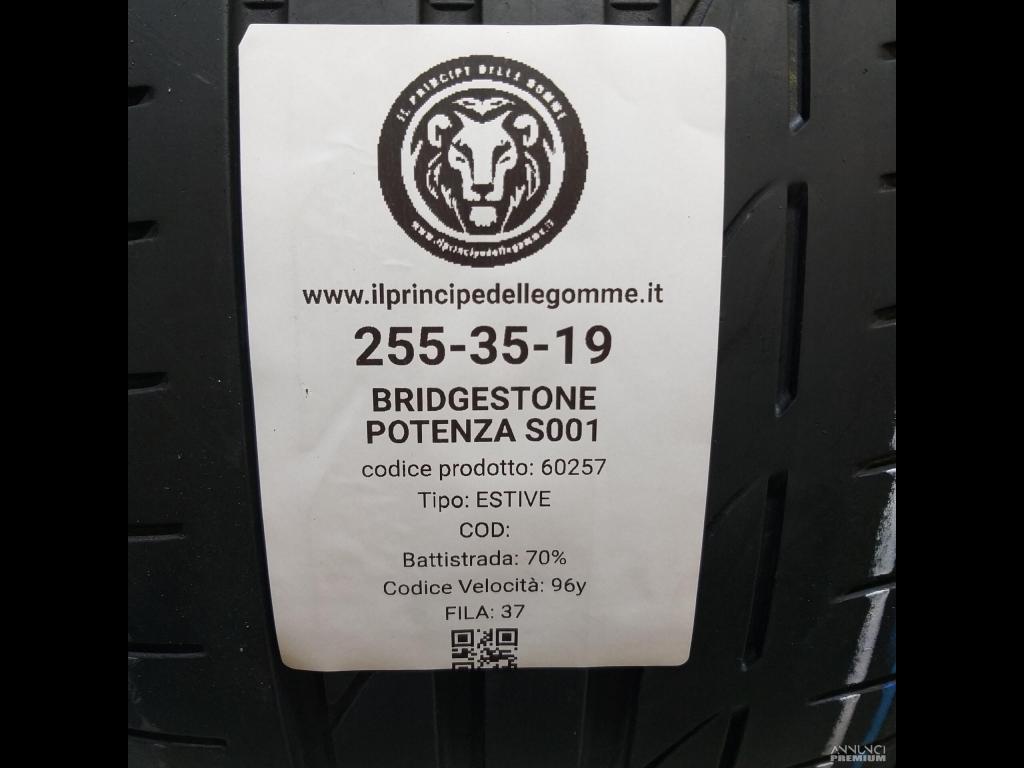 IL PRINCIPE DELLE GOMME
www.ilprincipedellegomme.it
www.ilprincipedellegomme.it
255-35-19
BRIDGESTONE
POTENZA S001
codice prodotto: 60257
Tipo: ESTIVE
COD:
Battistrada: 70%
Codice Velocità: 96y
FILA: 37
ANNUNCI
PREMIUM